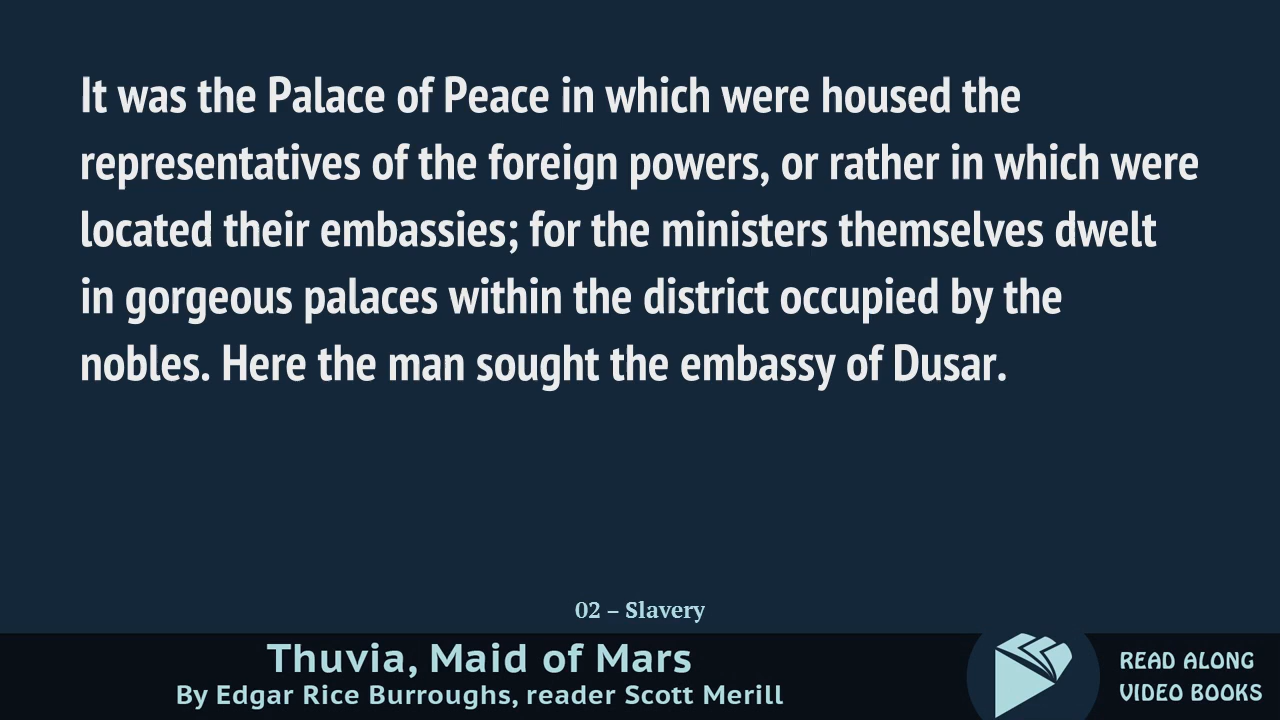 It was the Palace of Peace in which were housed the
representatives of the foreign powers, or rather in which were
located their embassies; for the ministers themselves dwelt
in gorgeous palaces within the district occupied by the
nobles. Here the man sought the embassy of Dusar.
02 – Slavery
Thuvia, Maid of Mars
By Edgar Rice Burroughs, reader Scott Merill
READ ALONG
VIDEO BOOKS